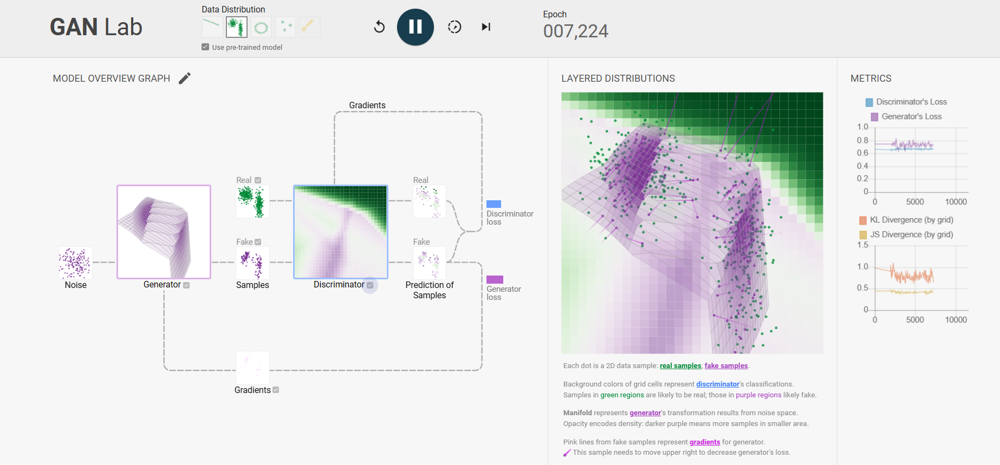 GAN Lab
Data Distribution
Use pre-trained model
Epoch
007,224
MODEL OVERVIEW GRAPH
Gradients
Real
Fake
Noise
Generator
Samples
Discriminator
Real
Fake
Prediction of
Samples
Discriminator
loss
Generator
loss
Gradients
LAYERED DISTRIBUTIONS
Each dot is a 2D data sample: real samples; fake samples.
Background colors of grid cells represent discriminator's classifications.
Samples in green regions are likely to be real; those in purple regions likely fake.
Manifold represents generator's transformation results from noise space.
Opacity encodes density: darker purple means more samples in smaller area.
Pink lines from fake samples represent gradients for generator.
This sample needs to move upper right to decrease generator's loss.
METRICS
Discriminator's Loss
Generator's Loss
1.0
0.8
0.6
0.4
0.2
0
0 5000 10000
KL Divergence (by grid)
JS Divergence (by grid)
1.5
1.0
0.5
0
0 5000 10000